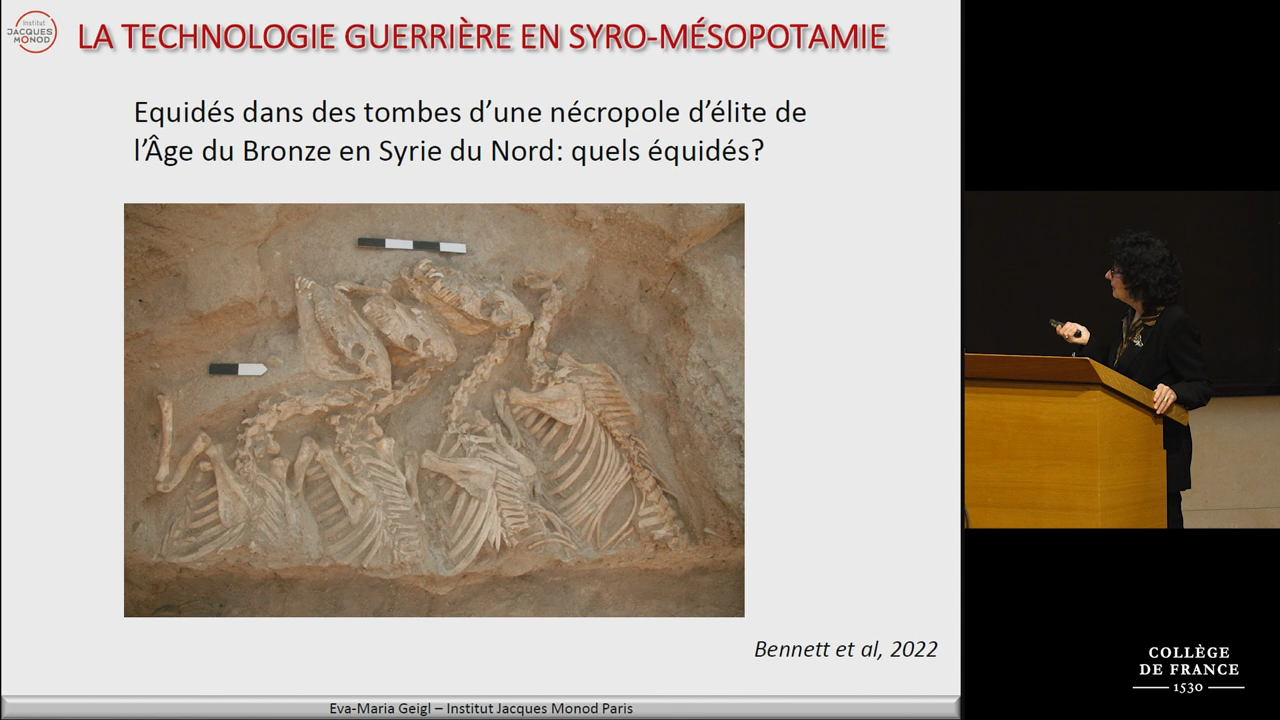 Institut
JACQUES
MONOD
LA TECHNOLOGIE GUERRIÈRE EN SYRO-MÉSOPOTAMIE
Equidés dans des tombes d’une nécropole d’élite de
l’Âge du Bronze en Syrie du Nord: quels équidés?
Bennett et al, 2022
Eva-Maria Geigl – Institut Jacques Monod Paris
COLLÈGE
DE FRANCE
1530